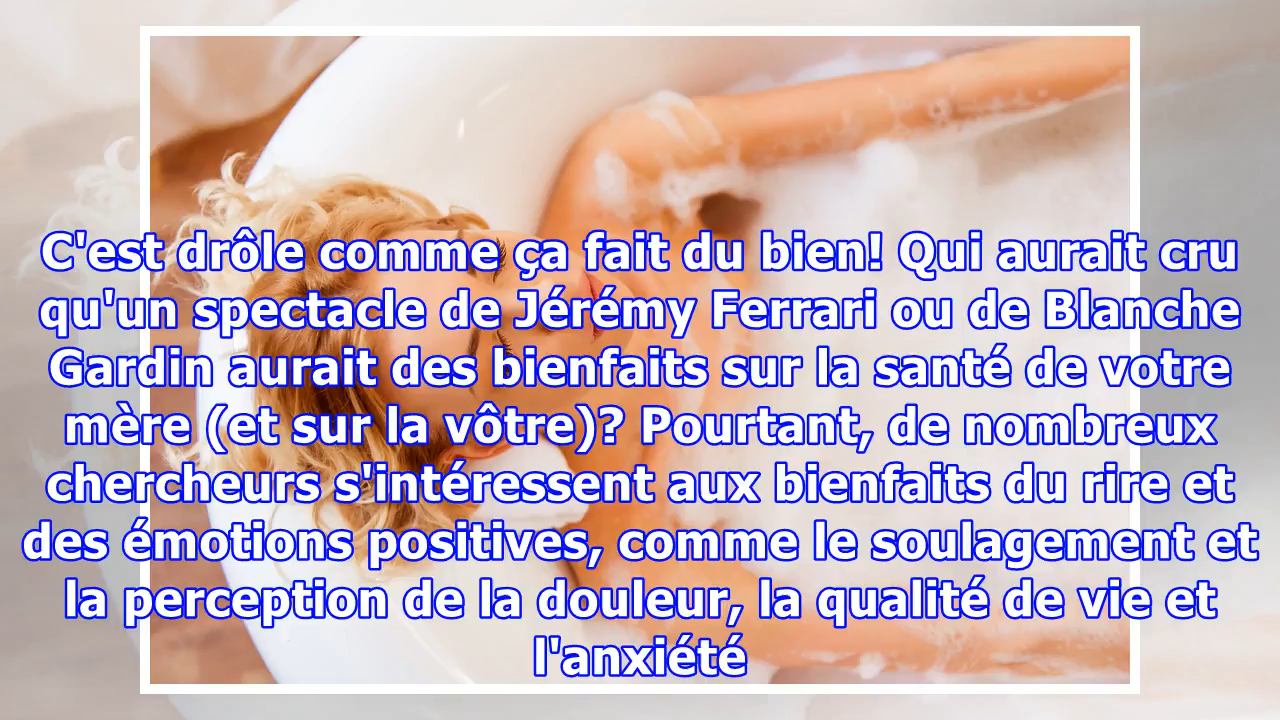 C'est drôle comme ça fait du bien! Qui aurait cru
qu'un spectacle de Jérémy Ferrari ou de Blanche
Gardin aurait des bienfaits sur la santé de votre
mère (et sur la vôtre)? Pourtant, de nombreux
chercheurs s'intéressent aux bienfaits du rire et
des émotions positives, comme le soulagement et
la perception de la douleur, la qualité de vie et
l'anxiété